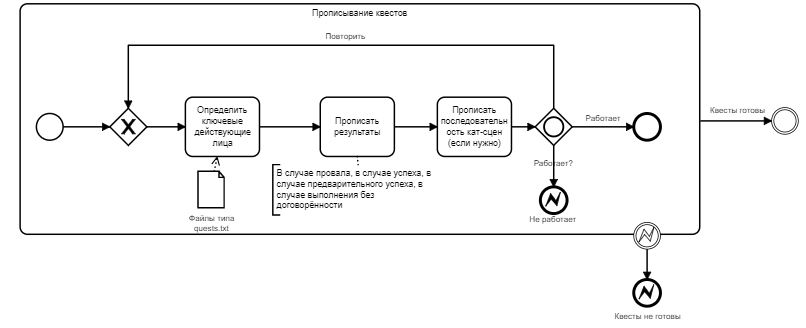 Прописывание квестов
Повторить
Определить
ключевые
действующие
лица
Прописать
результаты
Прописать
последовательн
ость кат-сцен
(если нужно)
Работает
Квесты готовы
Работает?
В случае провала, в случае успеха, в
случае предварительного успеха, в
случае выполнения без
договорённости
Файлы типа
quests.txt
Не работает
Квесты не готовы